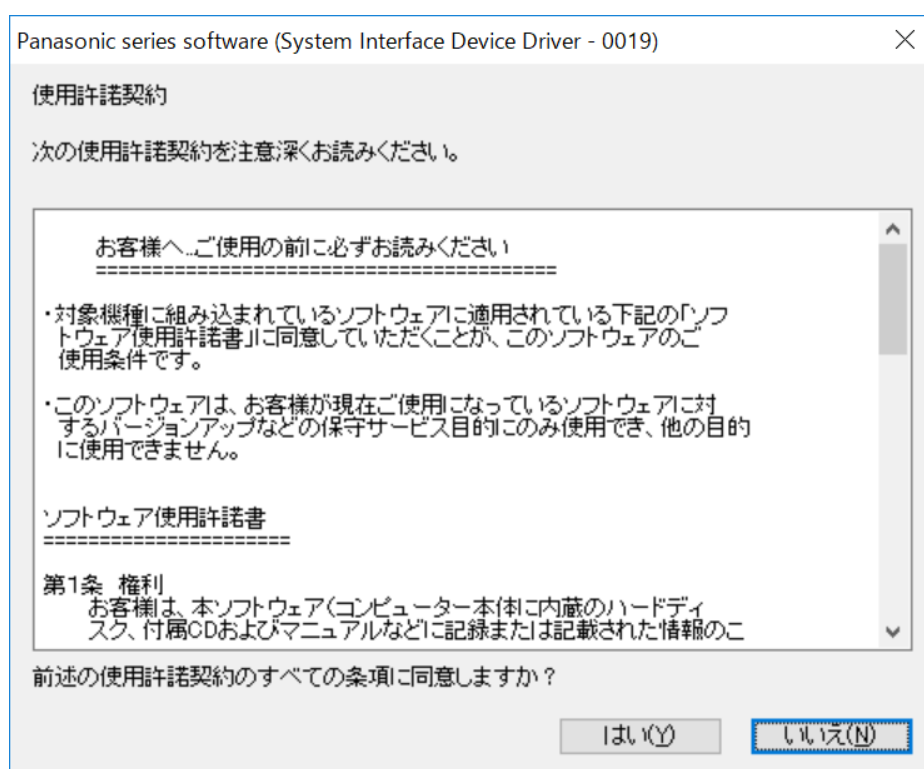 Panasonic series software (System Interface Device Driver - 0019)
使用許諾契約
次の使用許諾契約を注意深くお読みください。
お客様へ…ご使用の前に必ずお読みください
=========================================
・対象機種に組み込まれているソフトウェアに適用されている下記の「ソフ
トウェア使用許諾書」に同意していただくことが、このソフトウェアのご
使用条件です。
・このソフトウェアは、お客様が現在ご使用になっているソフトウェアに対
するバージョンアップなどの保守サービス目的にのみ使用でき、他の目的
に使用できません。
ソフトウェア使用許諾書
======================
第1条 権利
お客様は、本ソフトウェア(コンピューター本体に内蔵のハードディ
スク、付属CDおよびマニュアルなどに記録または記載された情報のこ
前述の使用許諾契約のすべての条項に同意しますか？
はい(Y)
いいえ(N)